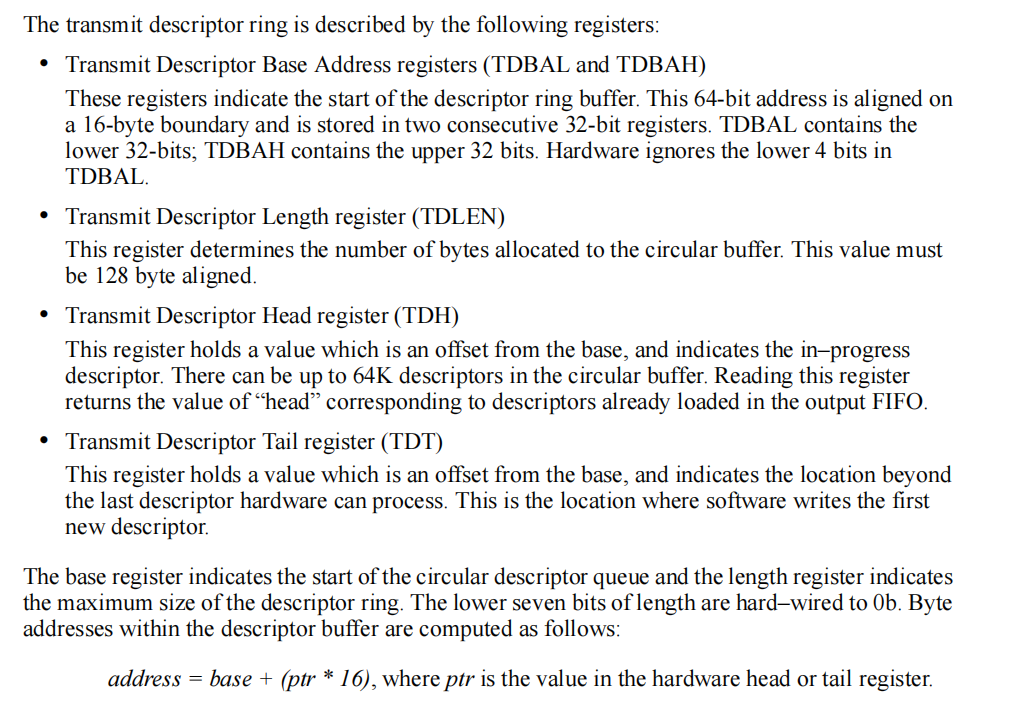 The transmit descriptor ring is described by the following registers:
• Transmit Descriptor Base Address registers (TDBAL and TDBAH)
These registers indicate the start of the descriptor ring buffer. This 64-bit address is aligned on
a 16-byte boundary and is stored in two consecutive 32-bit registers. TDBAL contains the
lower 32-bits; TDBAH contains the upper 32 bits. Hardware ignores the lower 4 bits in
TDBAL.
• Transmit Descriptor Length register (TDLEN)
This register determines the number of bytes allocated to the circular buffer. This value must
be 128 byte aligned.
• Transmit Descriptor Head register (TDH)
This register holds a value which is an offset from the base, and indicates the in–progress
descriptor. There can be up to 64K descriptors in the circular buffer. Reading this register
returns the value of “head” corresponding to descriptors already loaded in the output FIFO.
• Transmit Descriptor Tail register (TDT)
This register holds a value which is an offset from the base, and indicates the location beyond
the last descriptor hardware can process. This is the location where software writes the first
new descriptor.
The base register indicates the start of the circular descriptor queue and the length register indicates
the maximum size of the descriptor ring. The lower seven bits of length are hard–wired to 0b. Byte
addresses within the descriptor buffer are computed as follows:
address = base + (ptr * 16), where ptr is the value in the hardware head or tail register.